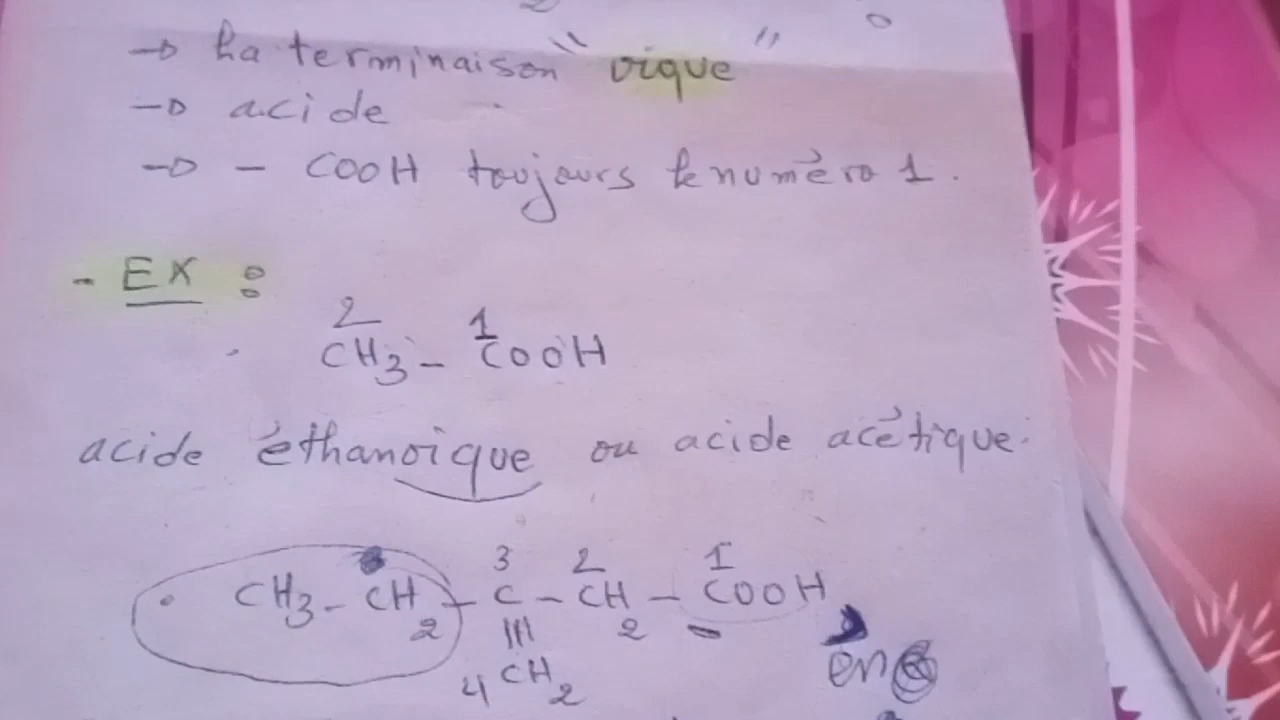 → La terminaison "oïque"
→ acide
→ - COOH toujours le numéro 1.
- EX :
2 1
CH3 - COOH
acide éthanoïque ou acide acétique.
3 2 1
CH3 - CH2 - C - CH2 - COOH
|||
4 CH2
en